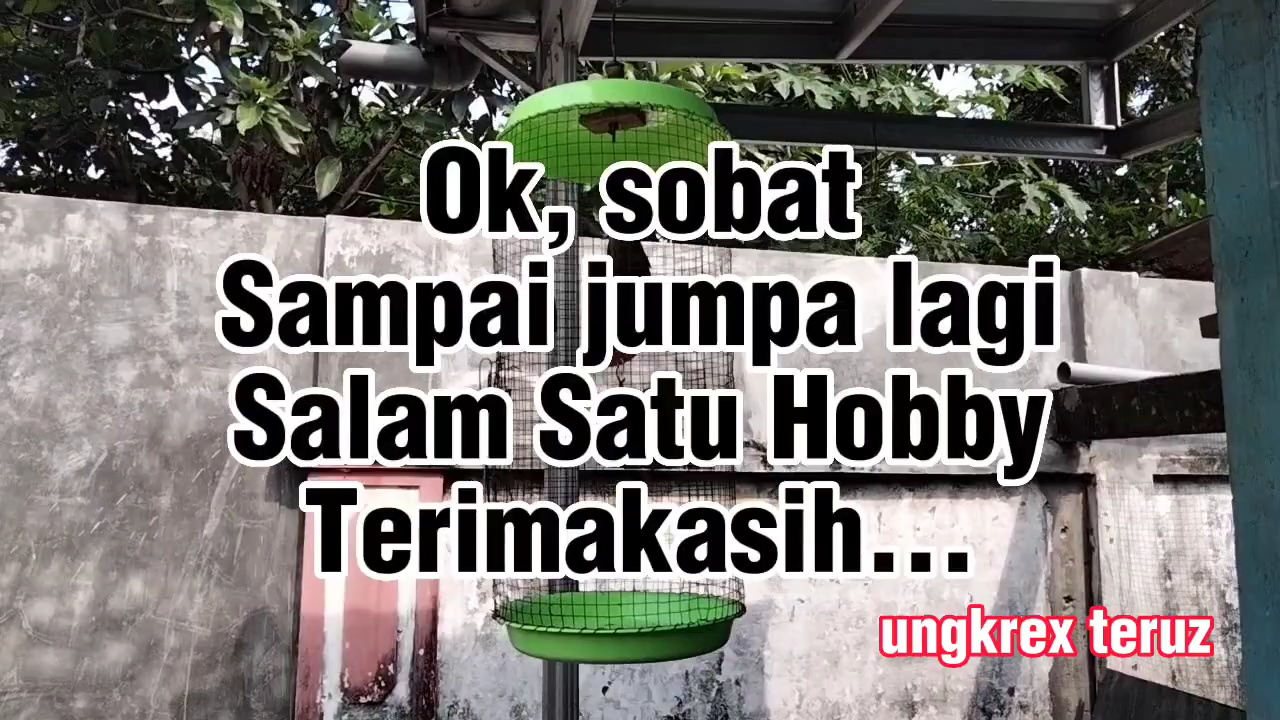 Ok, sobat
Sampai jumpa lagi
Salam Satu Hobby
Terimakasih...
ungkrex teruz